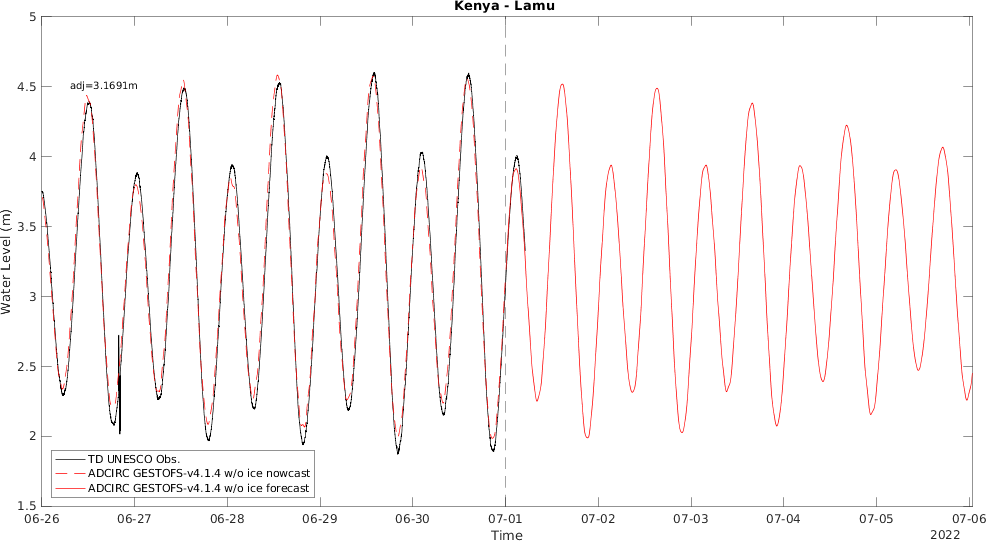 Kenya - Lamu
5
4.5
4
3.5
3
2.5
2
1.5
Water Level (m)
adj=3.1691m
TD UNESCO Obs.
ADCIRC GESTOFS-v4.1.4 w/o ice nowcast
ADCIRC GESTOFS-v4.1.4 w/o ice forecast
06-26 06-27 06-28 06-29 06-30 07-01 07-02 07-03 07-04 07-05 07-06
Time
2022